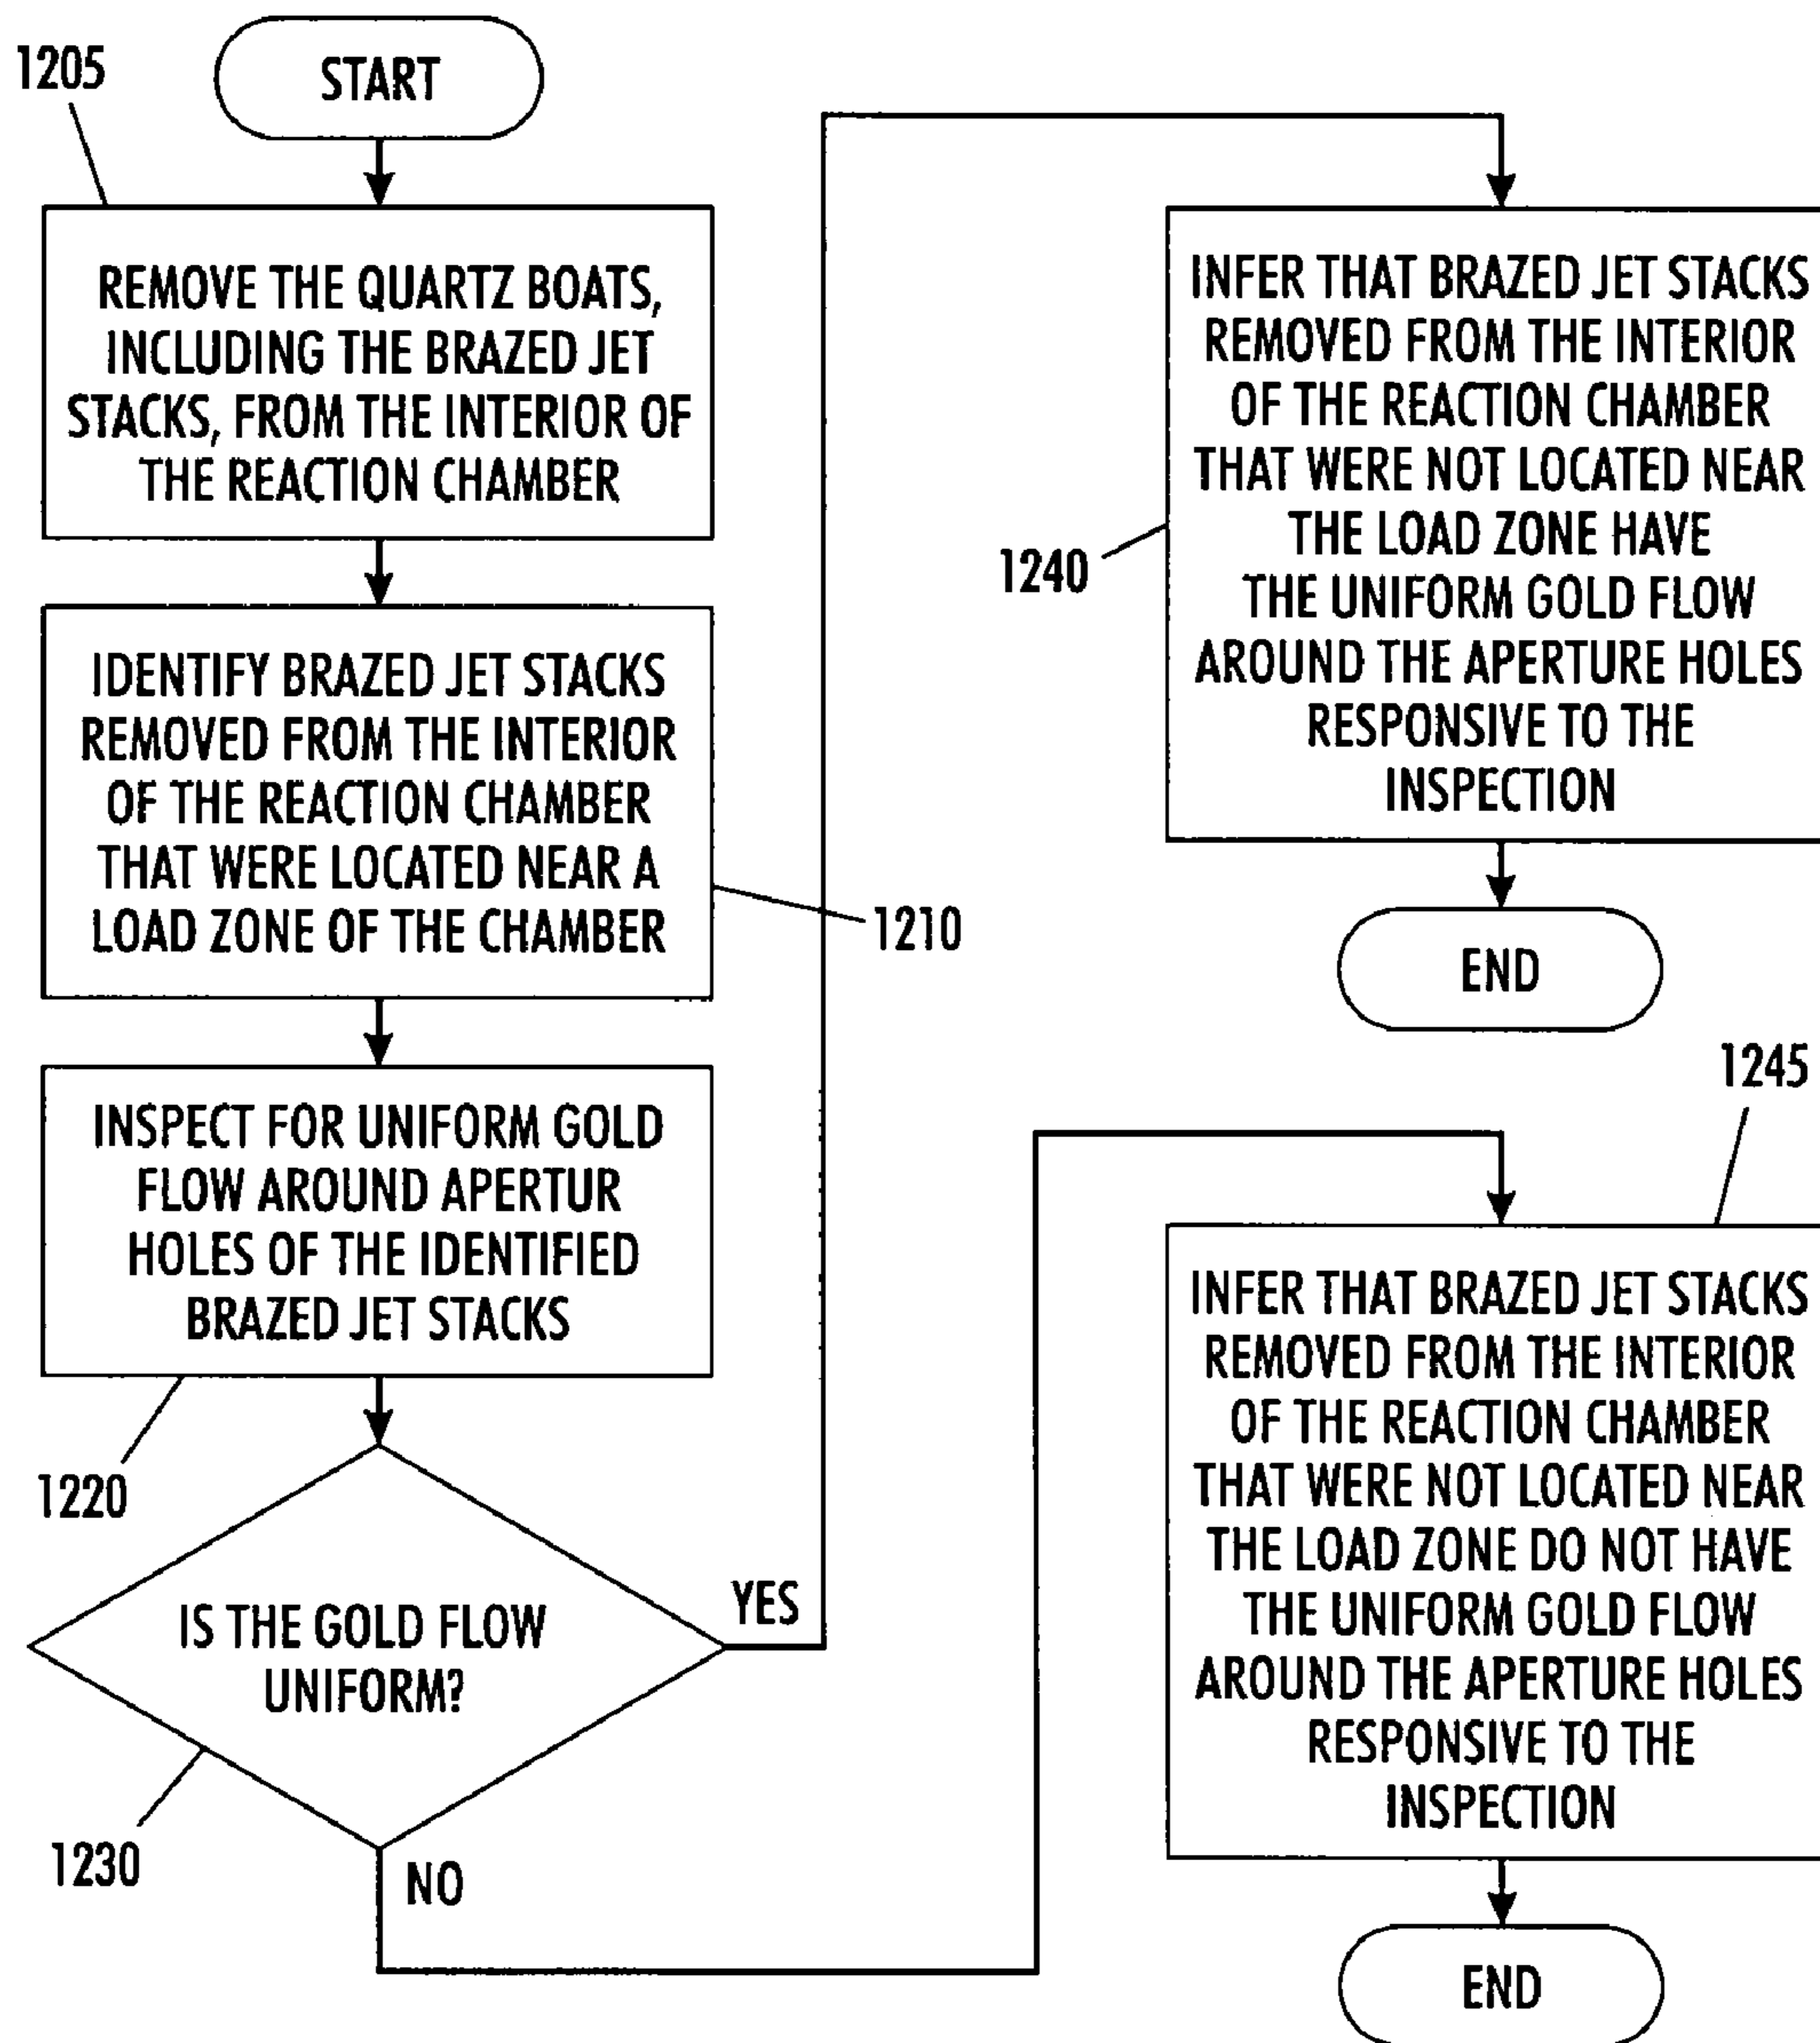 START
1205
REMOVE THE QUARTZ BOATS,
INCLUDING THE BRAZED JET
STACKS, FROM THE INTERIOR OF
THE REACTION CHAMBER
IDENTIFY BRAZED JET STACKS
REMOVED FROM THE INTERIOR
OF THE REACTION CHAMBER
THAT WERE LOCATED NEAR A
LOAD ZONE OF THE CHAMBER
1210
INSPECT FOR UNIFORM GOLD
FLOW AROUND APERTUR
HOLES OF THE IDENTIFIED
BRAZED JET STACKS
1220
IS THE GOLD FLOW
UNIFORM?
1230
YES
NO
INFER THAT BRAZED JET STACKS
REMOVED FROM THE INTERIOR
OF THE REACTION CHAMBER
THAT WERE NOT LOCATED NEAR
THE LOAD ZONE HAVE
THE UNIFORM GOLD FLOW
AROUND THE APERTURE HOLES
RESPONSIVE TO THE
INSPECTION
1240
END
1245
INFER THAT BRAZED JET STACKS
REMOVED FROM THE INTERIOR
OF THE REACTION CHAMBER
THAT WERE NOT LOCATED NEAR
THE LOAD ZONE DO NOT HAVE
THE UNIFORM GOLD FLOW
AROUND THE APERTURE HOLES
RESPONSIVE TO THE
INSPECTION
END